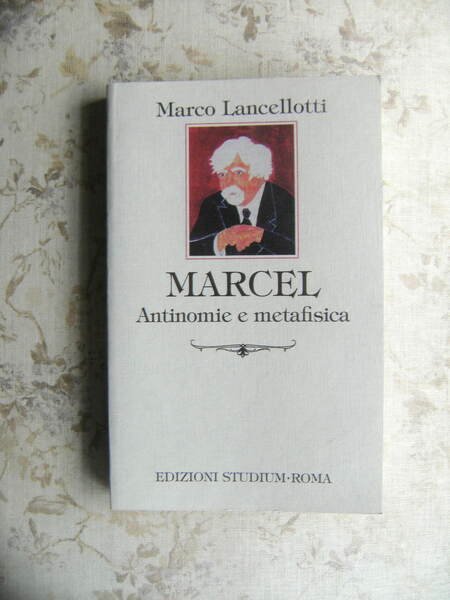 Marco Lancellotti
MARCEL
Antinomie e metafisica
EDIZIONI STUDIUM·ROMA